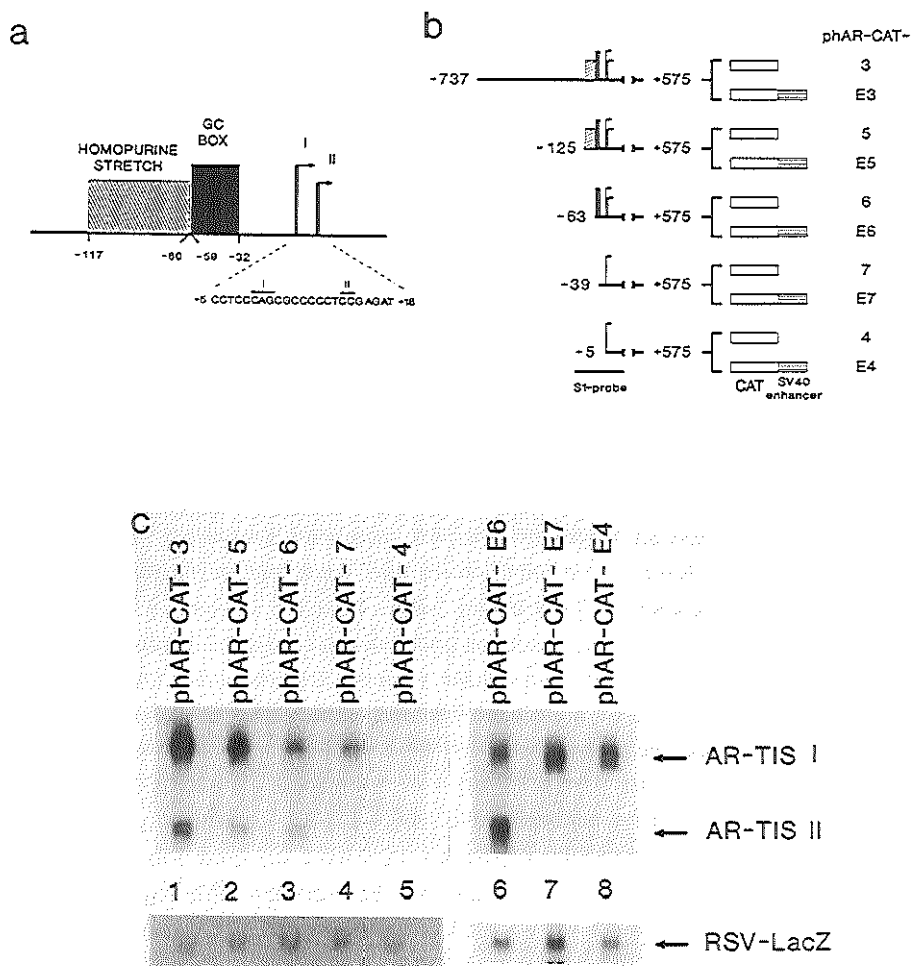 a
HOMOPURINE
STRETCH
GC
BOX
I
II
-117
-60
-59
-32
I
II
+5 CCTCCCAGCGCCCCCTCCGAGAT +18
b
phAR-CAT-
-737
+575
3
E3
-125
+575
5
E5
-63
+575
6
E6
-39
+575
7
E7
+5
+575
4
E4
S1-probe
CAT
SV40
enhancer
c
phAR-CAT- 3
phAR-CAT- 5
phAR-CAT- 6
phAR-CAT- 7
phAR-CAT- 4
phAR-CAT- E6
phAR-CAT- E7
phAR-CAT- E4
AR-TIS I
AR-TIS II
1 2 3 4 5 6 7 8
RSV-LacZ